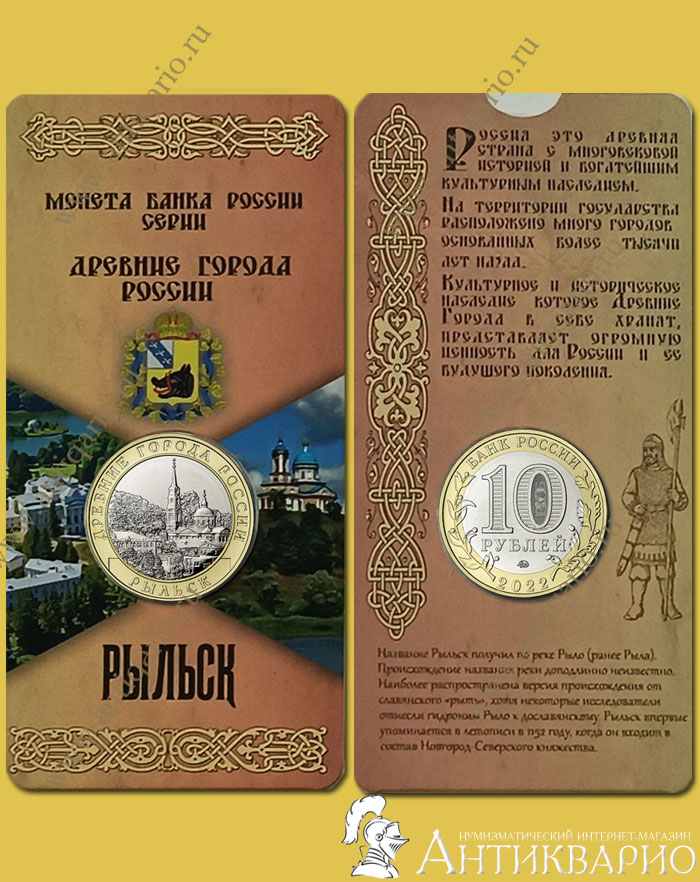 МОНЕТА БАНКА РОССИИ
СЕРИИ
ДРЕВНИЕ ГОРОДА
РОССИИ
ДРЕВНИЕ ГОРОДА РОССИИ
РЫЛЬСК
РЫЛЬСК
РОССИЯ ЭТО ДРЕВНЯЯ
СТРАНА С МНОГОВЕКОВОЙ
ИСТОРИЕЙ И БОГАТЕЙШИМ
КУЛЬТУРНЫМ НАСЛЕДИЕМ.
НА ТЕРРИТОРИИ ГОСУДАРСТВА
РАСПОЛОЖЕНО МНОГО ГОРОДОВ
ОСНОВАННЫХ БОЛЕЕ ТЫСЯЧИ
ЛЕТ НАЗАД.
КУЛЬТУРНОЕ И ИСТОРИЧЕСКОЕ
НАСЛЕДИЕ КОТОРОЕ ДРЕВНИЕ
ГОРОДА В СЕБЕ ХРАНЯТ,
ПРЕДСТАВЛЯЕТ ОГРОМНУЮ
ЦЕННОСТЬ ДЛЯ РОССИИ И ЕЕ
БУДУЩЕГО ПОКОЛЕНИЯ.
БАНК РОССИИ
10
РУБЛЕЙ
2022
Название Рыльск получил по реке Рыло (ранее Рыла).
Происхождение названия реки доподлинно неизвестно.
Наиболее распространена версия происхождения от
славянского «рыть», хотя некоторые исследователи
отнесли гидроним Рыло к дославянскому. Рыльск впервые
упоминается в летописи в 1152 году, когда он входит в
состав Новгород-Северского княжества.
НУМИЗМАТИЧЕСКИЙ ИНТЕРНЕТ-МАГАЗИН
АНТИКВАРИО